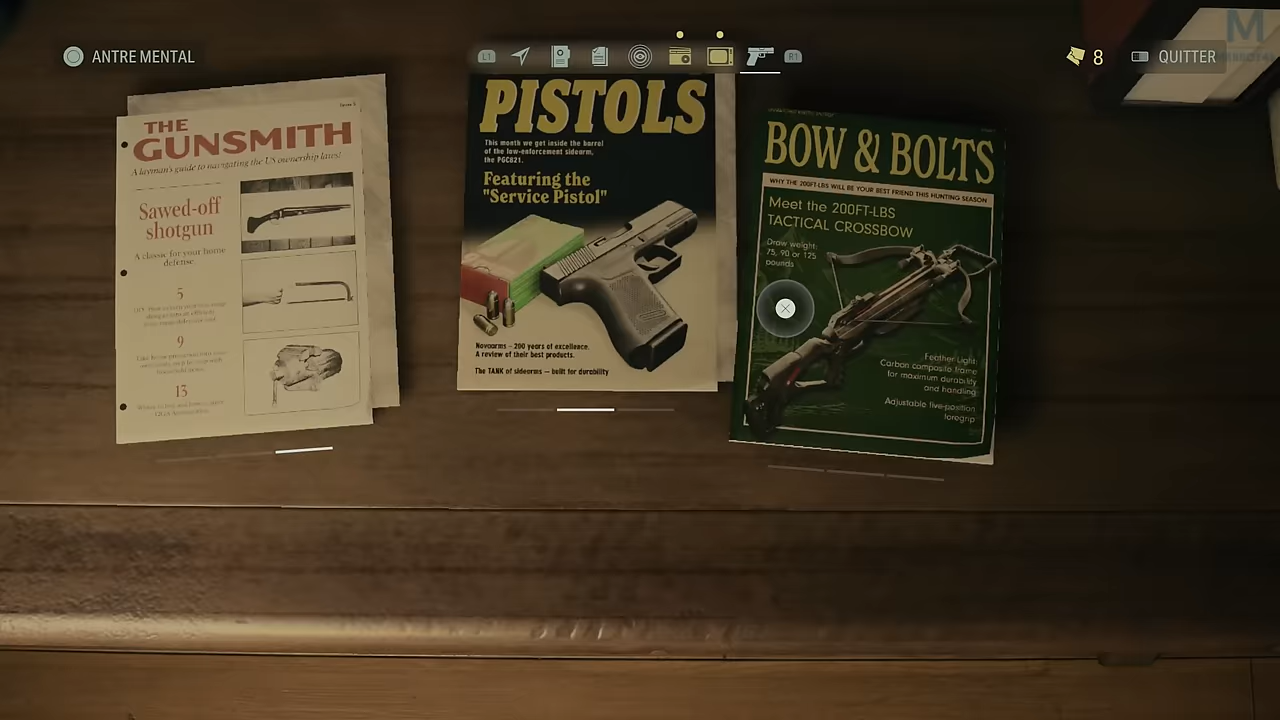 ANTRE MENTAL
L1
R1
8
QUITTER
M
THE
GUNSMITH
A layman's guide to navigating the US ownership laws!
Sawed-off
shotgun
A classic for your home
defense.
5
9
13
PISTOLS
This month we get inside the barrel
of the law-enforcement sidearm,
the PGC621.
Featuring the
"Service Pistol"
Novoarms – 200 years of excellence.
A review of their best products.
The TANK of sidearms – built for durability
BOW & BOLTS
WHY THE 200FT-LBS WILL BE YOUR BEST FRIEND THIS HUNTING SEASON
Meet the 200FT-LBS
TACTICAL CROSSBOW
Draw weight:
75, 90 or 125
pounds
Feather Light:
Carbon composite frame
for maximum durability
and handling
Adjustable five-position
foregrip